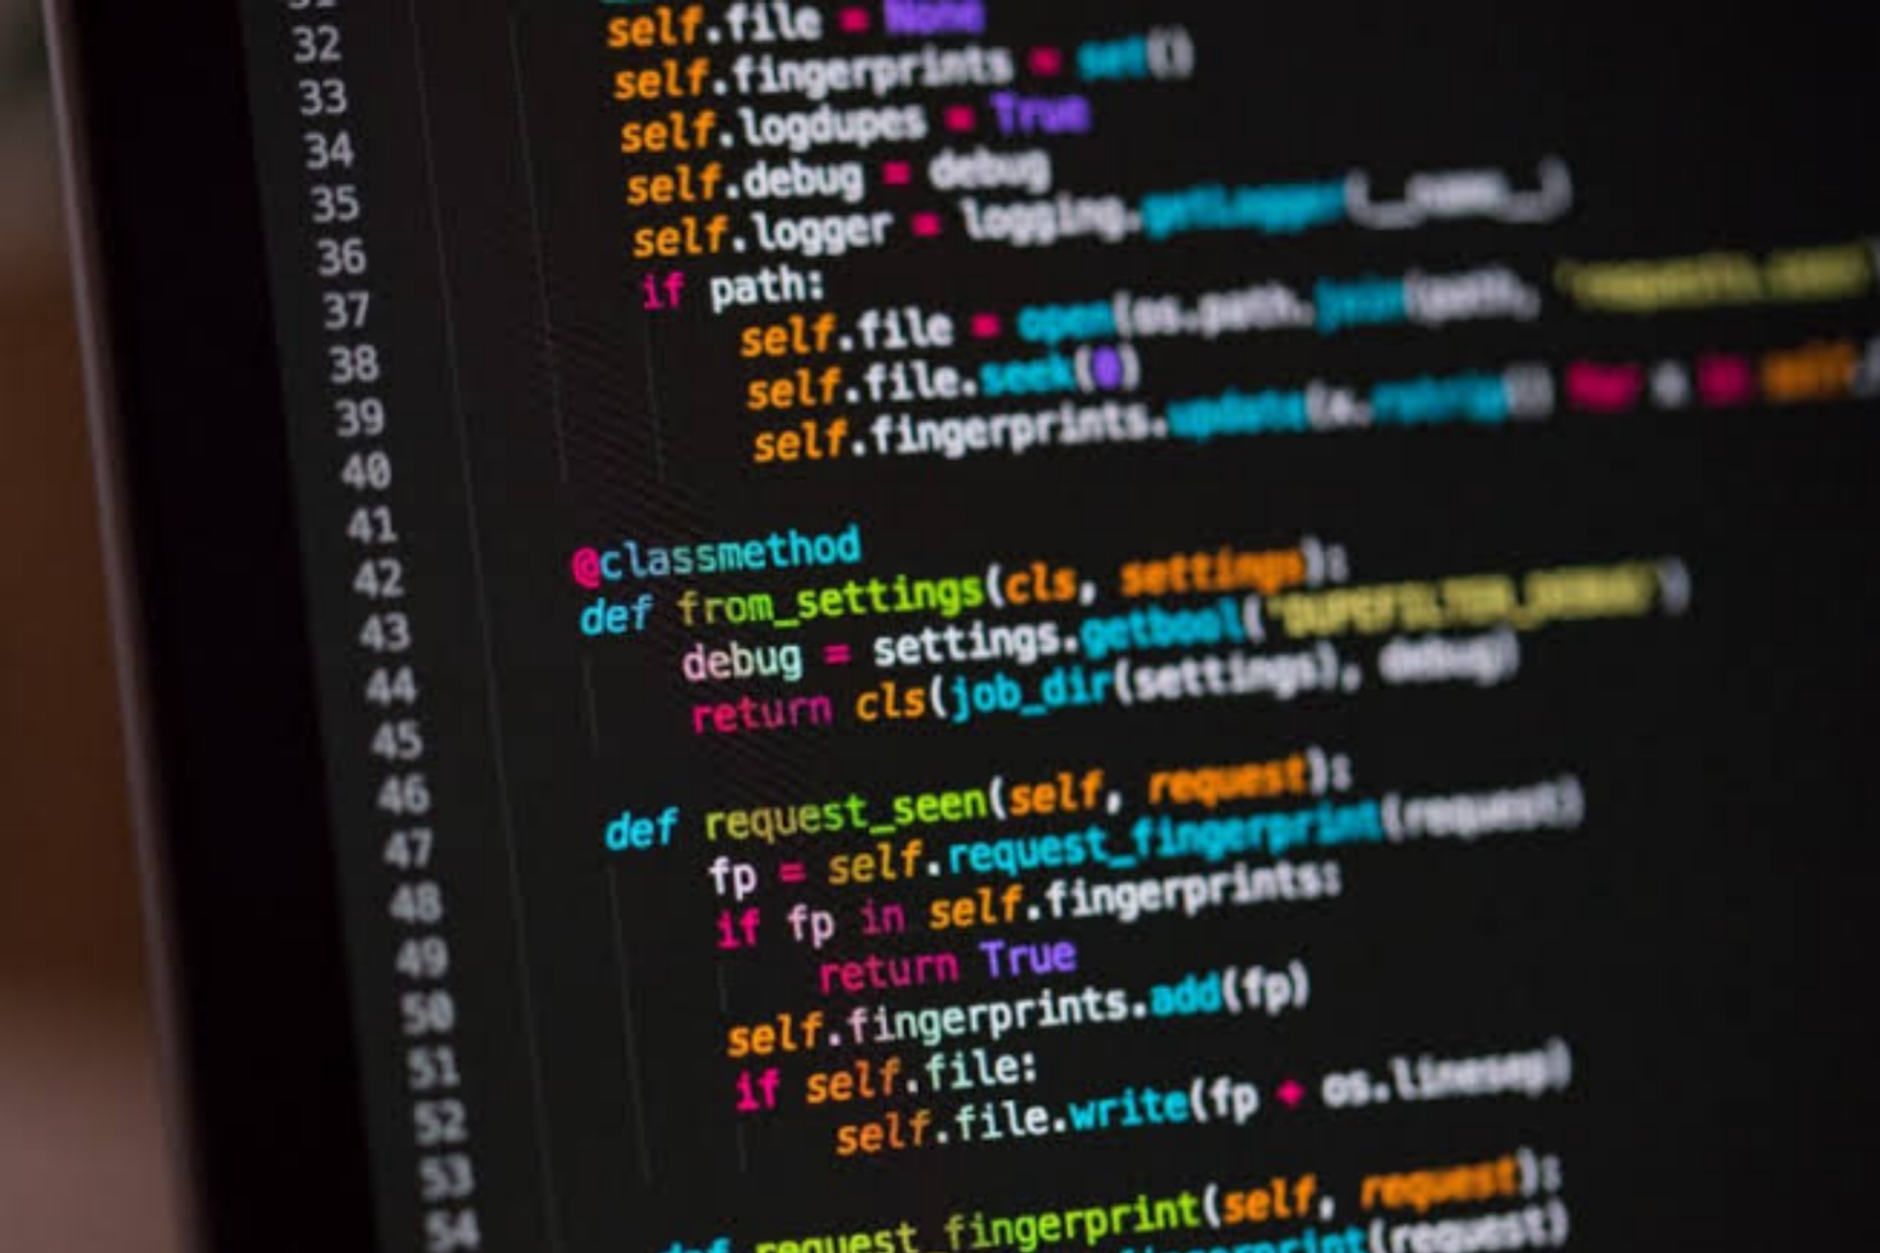 32 self.file = None
33 self.fingerprints = set()
34 self.logdupes = True
35 self.debug = debug
36 self.logger = logging.getLogger(__name__)
37 if path:
38 self.file = open(os.path.join(path, 'requests.seen'
39 self.file.seek(0)
40 self.fingerprints.update(x.rstrip() for x in self.
41
42 @classmethod
43 def from_settings(cls, settings):
44 debug = settings.getbool('DUPEFILTER_DEBUG')
45 return cls(job_dir(settings), debug)
46
47 def request_seen(self, request):
48 fp = self.request_fingerprint(request)
49 if fp in self.fingerprints:
50 return True
51 self.fingerprints.add(fp)
52 if self.file:
53 self.file.write(fp + os.linesep)
54
def request_fingerprint(self, request):
fingerprint(request)